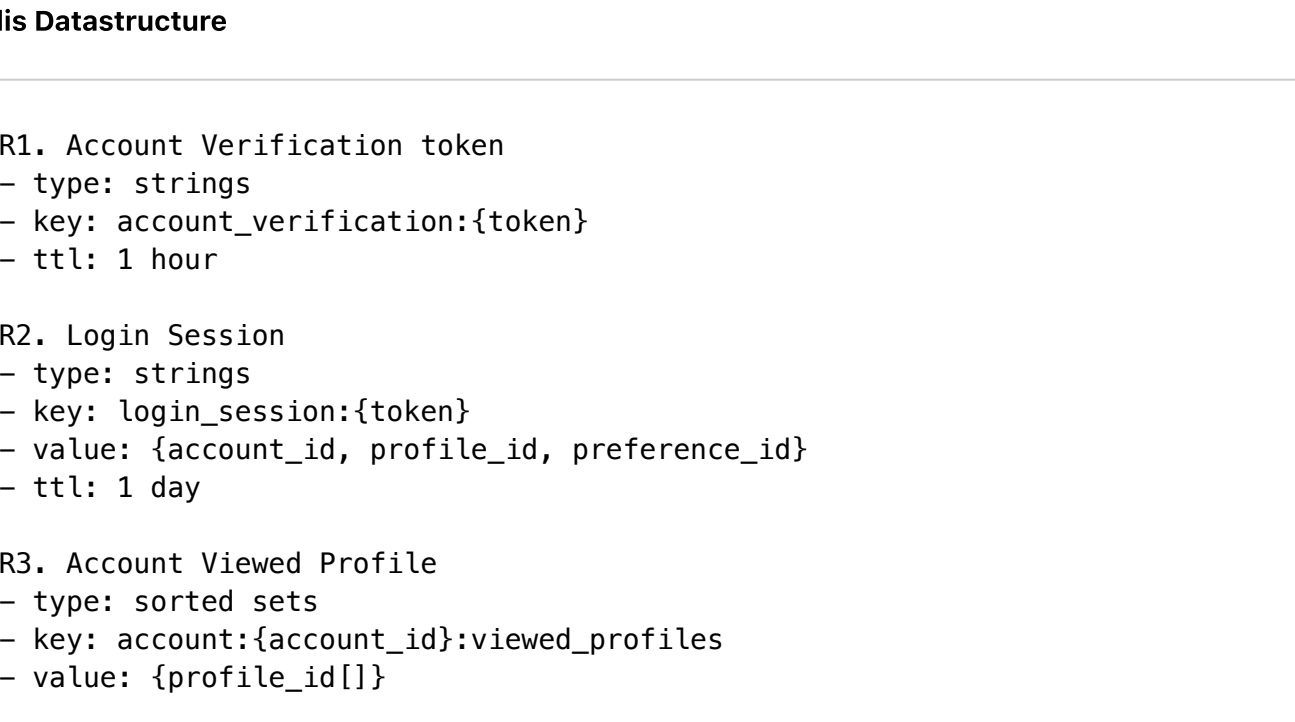 lis Datastructure
R1. Account Verification token
– type: strings
– key: account_verification:{token}
– ttl: 1 hour
R2. Login Session
– type: strings
– key: login_session:{token}
– value: {account_id, profile_id, preference_id}
– ttl: 1 day
R3. Account Viewed Profile
– type: sorted sets
– key: account:{account_id}:viewed_profiles
– value: {profile_id[]}